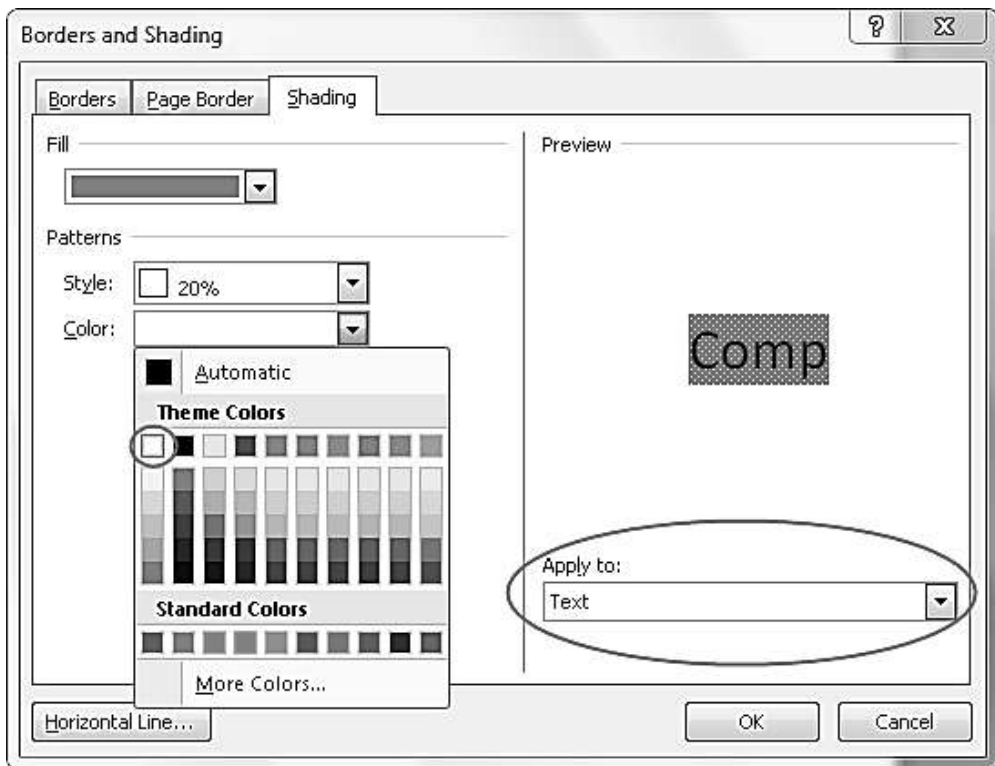 Borders and Shading
Borders Page Border Shading
Fill
Preview
Patterns
Style: 20%
Color:
Comp
Automatic
Theme Colors
Apply to:
Text
Standard Colors
More Colors...
Horizontal Line... OK Cancel